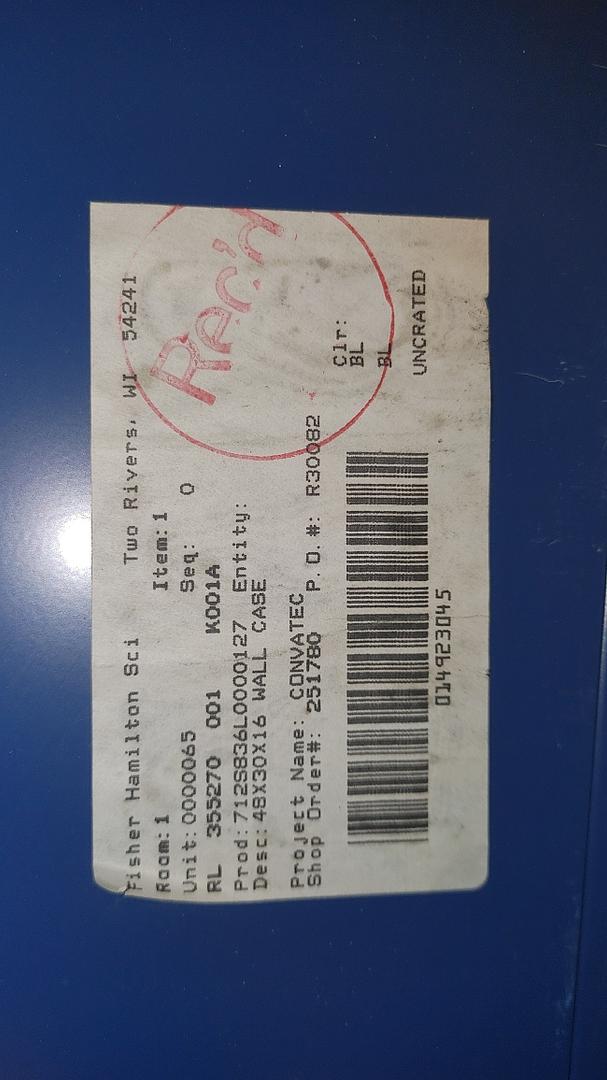 Fisher Hamilton Sci Two Rivers, WI 54241
Room:1 Item:1
Unit:0000065 Seq: 0
RL 355270 001 K001A
Prod:712S836L0000127 Entity:
Desc:48X30X16 WALL CASE
Project Name: CONVATEC
Shop Order#: 251780 P.O.#: R30082
Clr:
BL
BL
UNCRATED
014923045
Rec'd